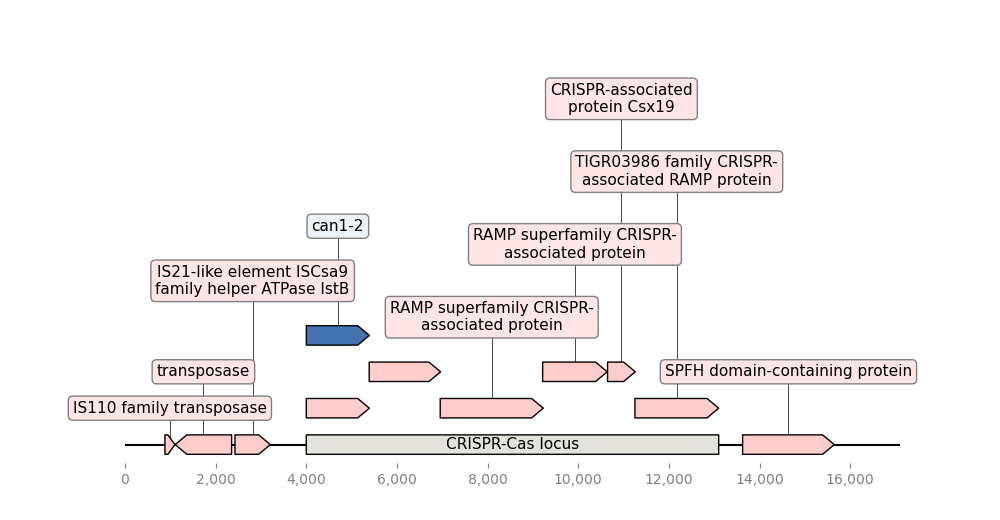 CRISPR-associated
protein Csx19
TIGR03986 family CRISPR-
associated RAMP protein
can1-2
RAMP superfamily CRISPR-
associated protein
IS21-like element ISCsa9
family helper ATPase IstB
RAMP superfamily CRISPR-
associated protein
transposase
SPFH domain-containing protein
IS110 family transposase
CRISPR-Cas locus
0 2,000 4,000 6,000 8,000 10,000 12,000 14,000 16,000